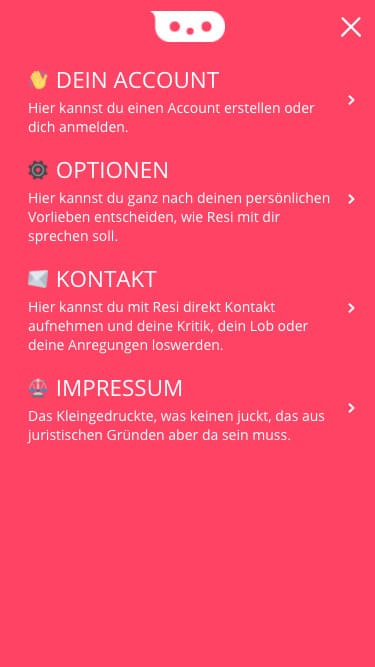 DEIN ACCOUNT
Hier kannst du einen Account erstellen oder
dich anmelden.
OPTIONEN
Hier kannst du ganz nach deinen persönlichen
Vorlieben entscheiden, wie Resi mit dir
sprechen soll.
KONTAKT
Hier kannst du mit Resi direkt Kontakt
aufnehmen und deine Kritik, dein Lob oder
deine Anregungen loswerden.
IMPRESSUM
Das Kleingedruckte, was keinen juckt, das aus
juristischen Gründen aber da sein muss.